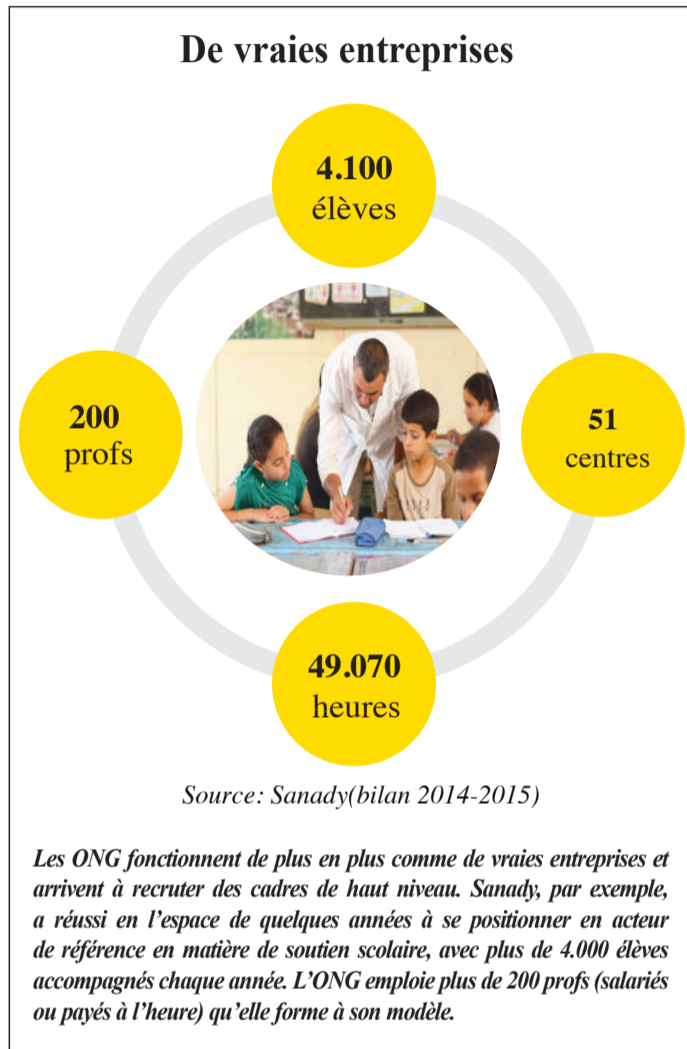 De vraies entreprises
4.100
élèves
200
profs
51
centres
49.070
heures
Source: Sanady(bilan 2014-2015)
Les ONG fonctionnent de plus en plus comme de vraies entreprises et
arrivent à recruter des cadres de haut niveau. Sanady, par exemple,
a réussi en l’espace de quelques années à se positionner en acteur
de référence en matière de soutien scolaire, avec plus de 4.000 élèves
accompagnés chaque année. L’ONG emploie plus de 200 profs (salariés
ou payés à l’heure) qu’elle forme à son modèle.